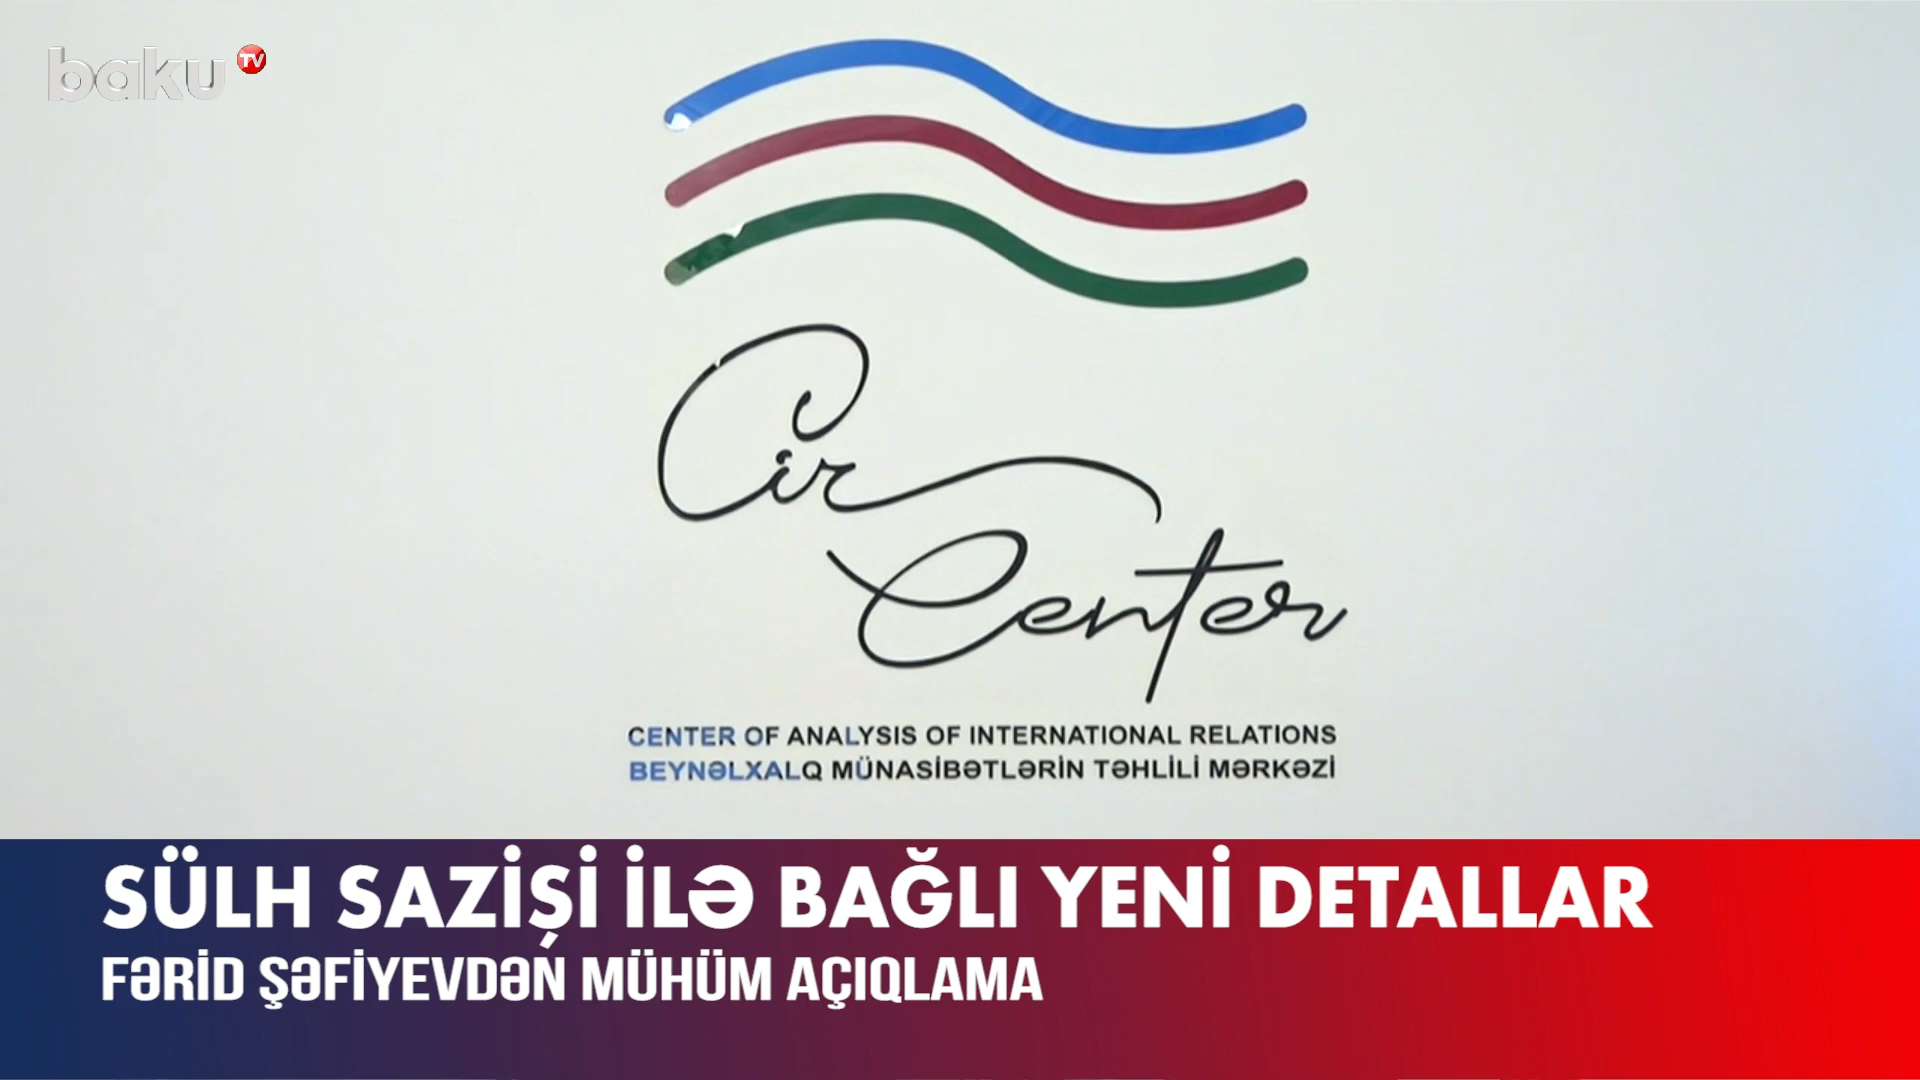 baku TV
Cir
Center
CENTER OF ANALYSIS OF INTERNATIONAL RELATIONS
BEYNƏLXALQ MÜNASİBƏTLƏRİN TƏHLİLİ MƏRKƏZİ
SÜLH SAZİŞİ İLƏ BAĞLI YENİ DETALLAR
FƏRİD ŞƏFİYEVDƏN MÜHÜM AÇIQLAMA